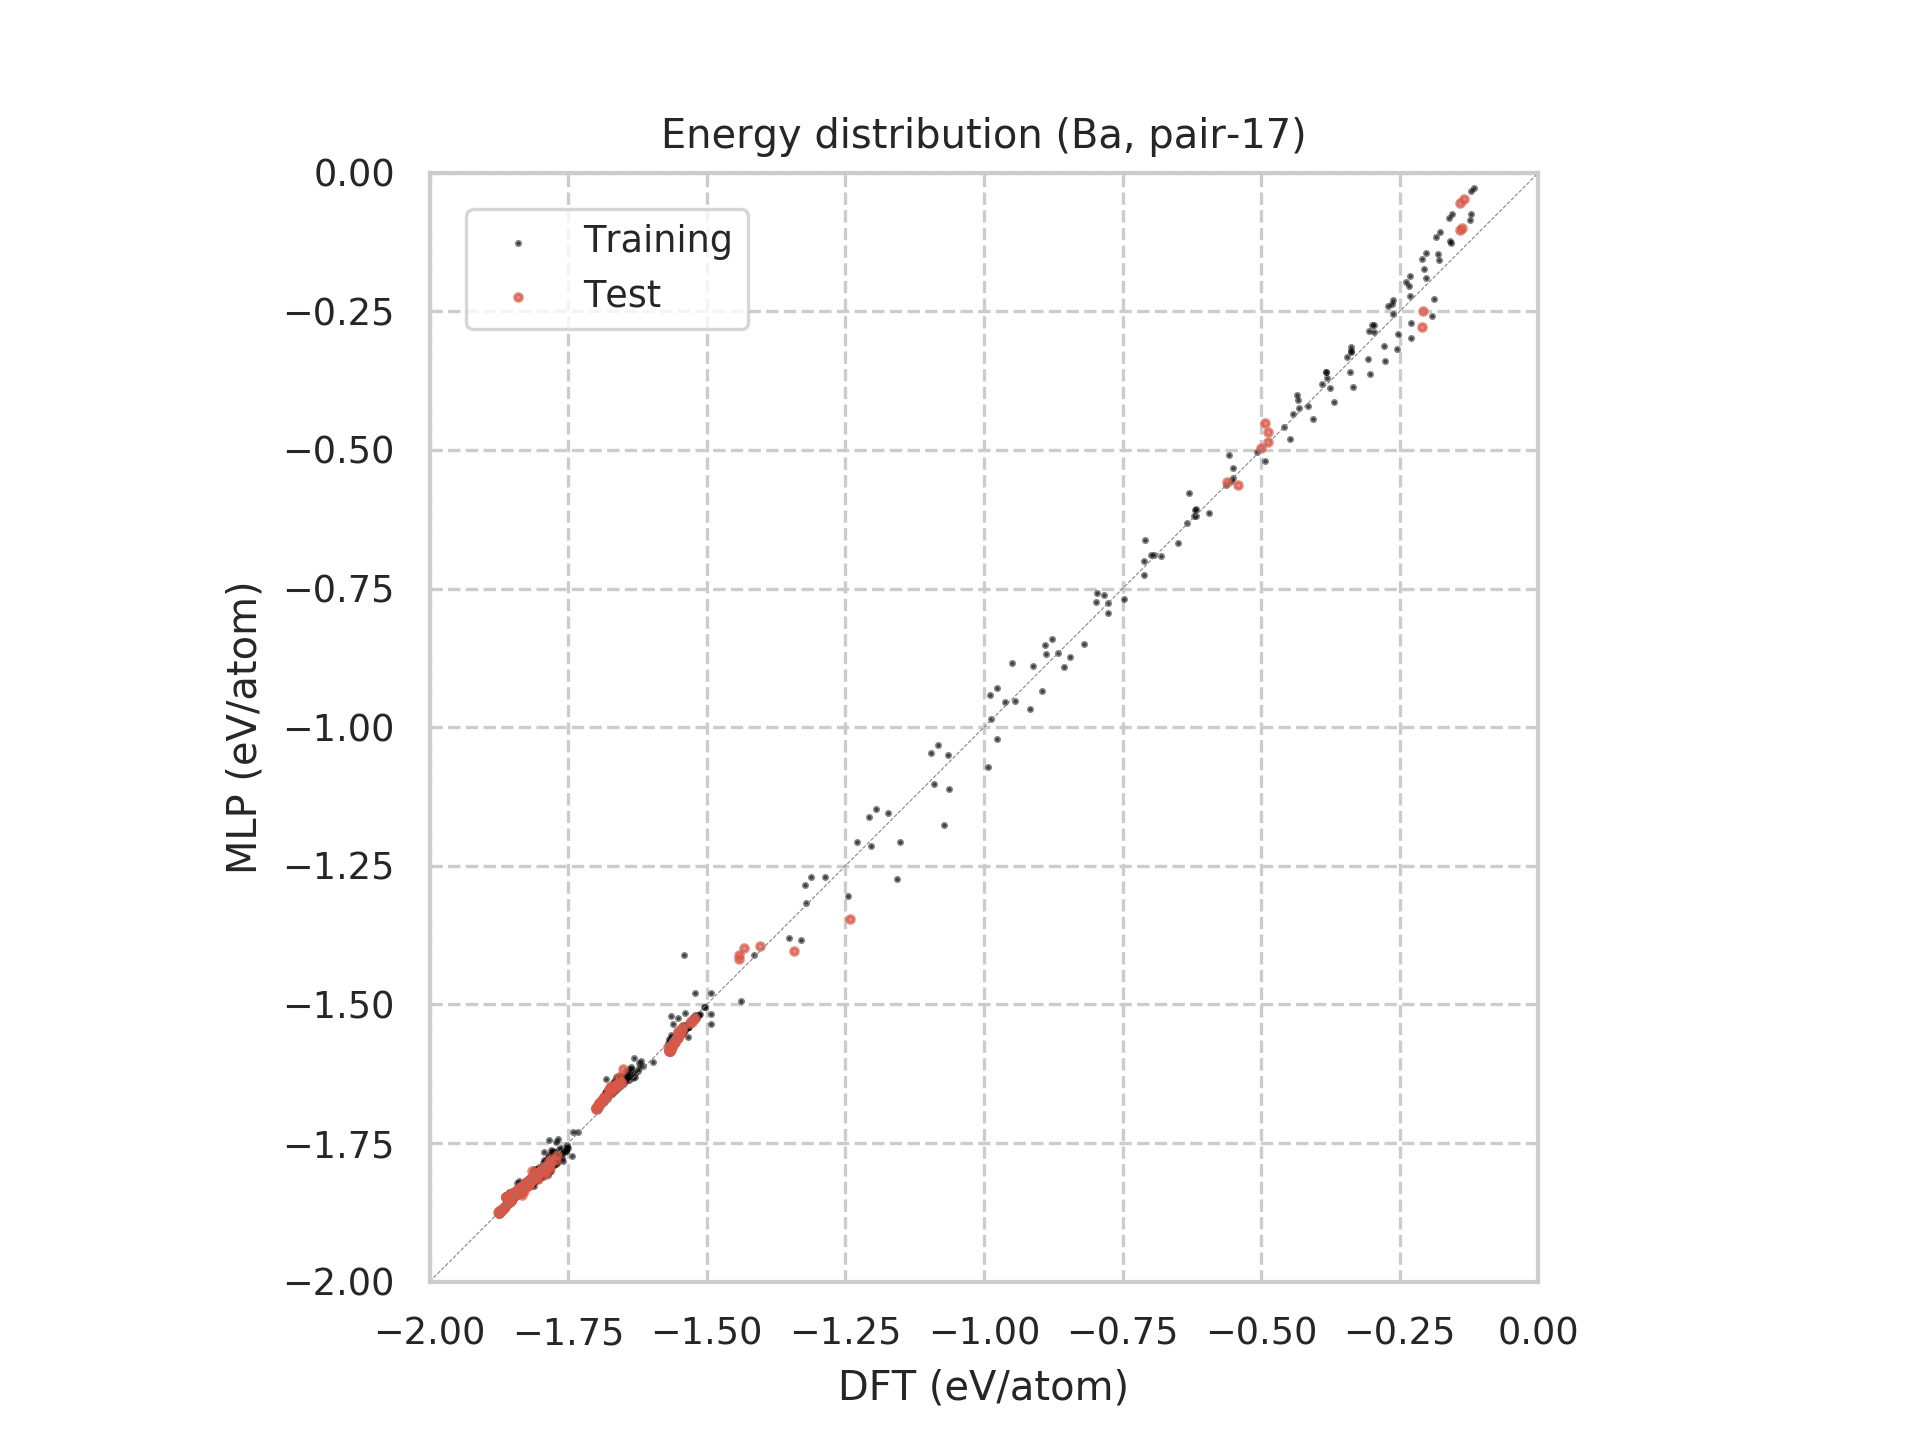 Energy distribution (Ba, pair-17)
0.00
−0.25
−0.50
−0.75
−1.00
−1.25
−1.50
−1.75
−2.00
MLP (eV/atom)
Training
Test
−2.00 −1.75 −1.50 −1.25 −1.00 −0.75 −0.50 −0.25 0.00
DFT (eV/atom)